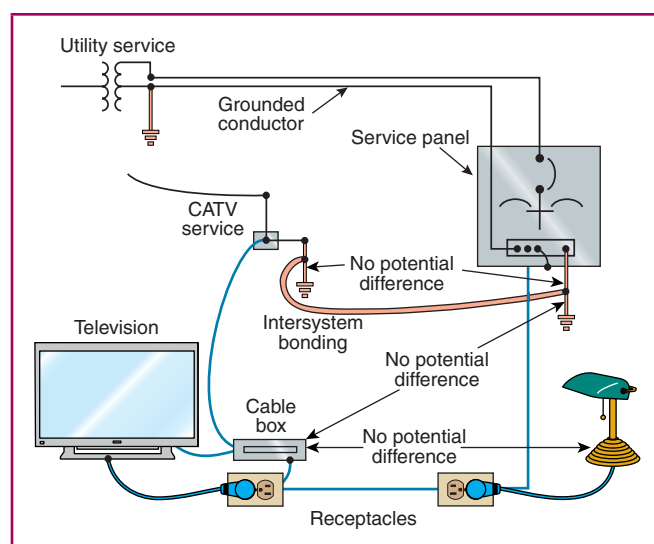 Utility service
Grounded
conductor
Service panel
CATV
service
No potential
difference
Intersystem
bonding
Television
No potential
difference
Cable
box
No potential
difference
Receptacles